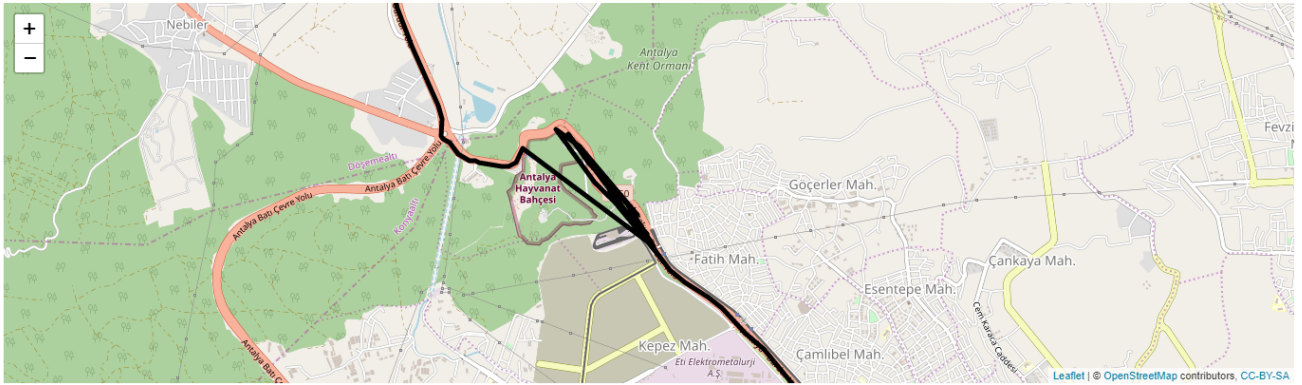 +
−
Nebiler
Antalya
Kent Ormanı
Döşemealtı
Antalya Batı Çevre Yolu
Antalya Batı Çevre Yolu
Konyaaltı
Antalya
Hayvanat
Bahçesi
Göçerler Mah.
Fatih Mah.
Çankaya Mah.
Esentepe Mah.
Cem Karaca Caddesi
Kepez Mah.
Çamlıbel Mah.
Eti Elektrometalurji
A.Ş.
Leaflet | © OpenStreetMap contributors, CC-BY-SA